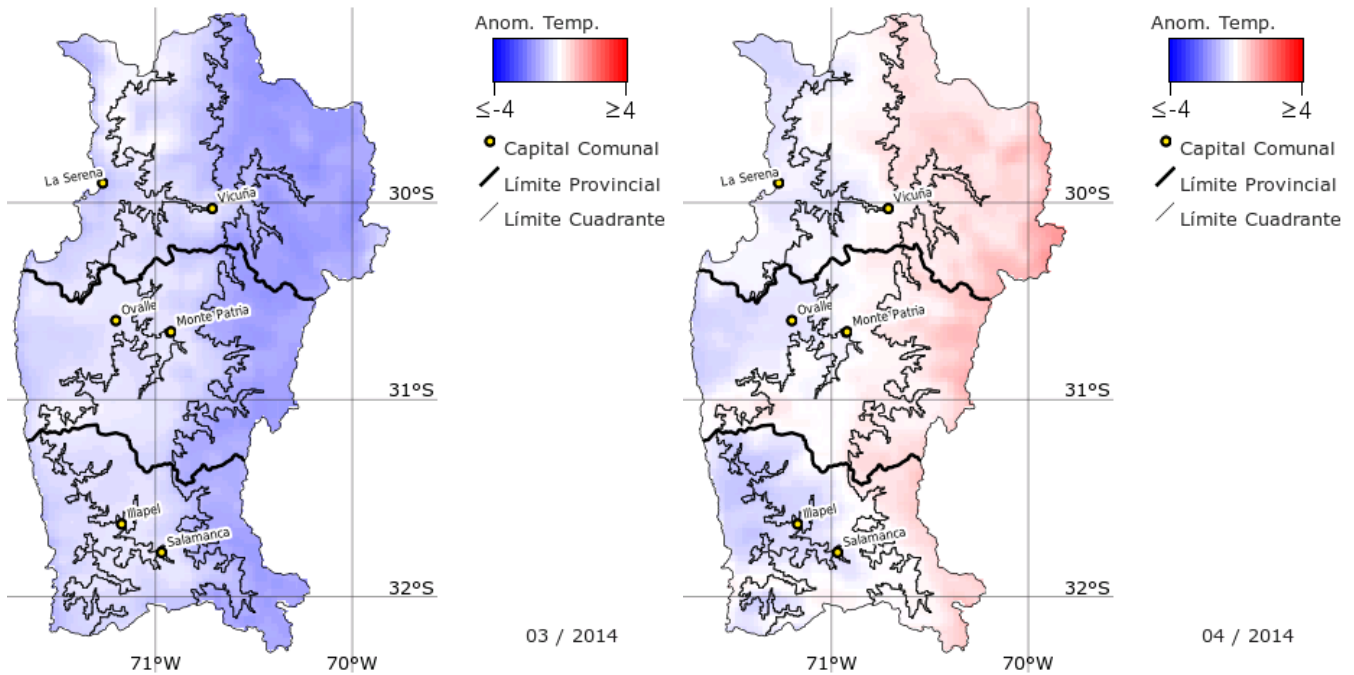 Anom. Temp.
≤-4 ≥4
Capital Comunal
Límite Provincial
Límite Cuadrante
La Serena
Vicuña
30°S
Ovalle
Monte Patria
31°S
Illapel
Salamanca
32°S
03 / 2014
71°W 70°W
Anom. Temp.
≤-4 ≥4
Capital Comunal
Límite Provincial
Límite Cuadrante
La Serena
Vicuña
30°S
Ovalle
Monte Patria
31°S
Illapel
Salamanca
32°S
04 / 2014
71°W 70°W